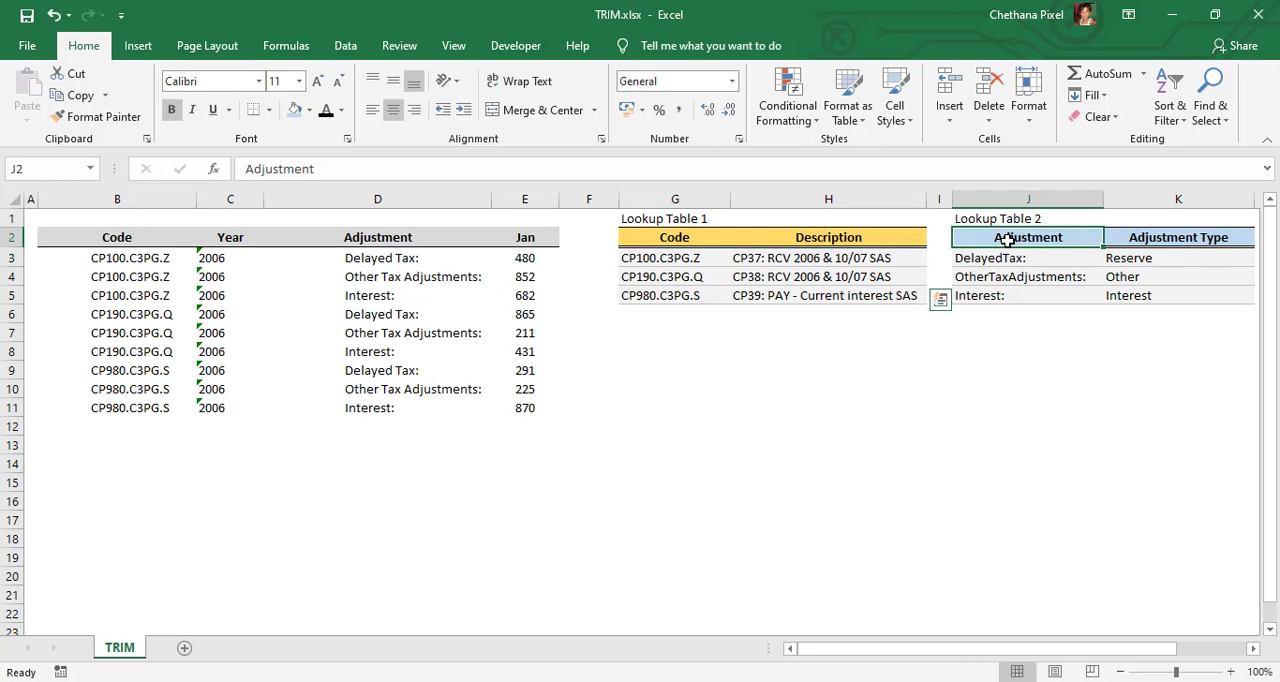 TRIM.xlsx - Excel
Chethana Pixel
File Home Insert Page Layout Formulas Data Review View Developer Help Tell me what you want to do Share
Paste
Cut
Copy
Format Painter
Clipboard
Calibri 11
B I U
Font
Wrap Text
Merge & Center
Alignment
General
% ,
Number
Conditional Formatting
Format as Table
Cell Styles
Styles
Insert Delete Format
Cells
AutoSum
Fill
Clear
Sort & Filter
Find & Select
Editing
J2 fx Adjustment
A B C D E F G H I J K
1 Lookup Table 1 Lookup Table 2
2 Code Year Adjustment Jan Code Description Adjustment Adjustment Type
3 CP100.C3PG.Z 2006 Delayed Tax: 480 CP100.C3PG.Z CP37: RCV 2006 & 10/07 SAS DelayedTax: Reserve
4 CP100.C3PG.Z 2006 Other Tax Adjustments: 852 CP190.C3PG.Q CP38: RCV 2006 & 10/07 SAS OtherTaxAdjustments: Other
5 CP100.C3PG.Z 2006 Interest: 682 CP980.C3PG.S CP39: PAY - Current interest SAS Interest: Interest
6 CP190.C3PG.Q 2006 Delayed Tax: 865
7 CP190.C3PG.Q 2006 Other Tax Adjustments: 211
8 CP190.C3PG.Q 2006 Interest: 431
9 CP980.C3PG.S 2006 Delayed Tax: 291
10 CP980.C3PG.S 2006 Other Tax Adjustments: 225
11 CP980.C3PG.S 2006 Interest: 870
12
13
14
15
16
17
18
19
20
21
22
23
TRIM
Ready 100%